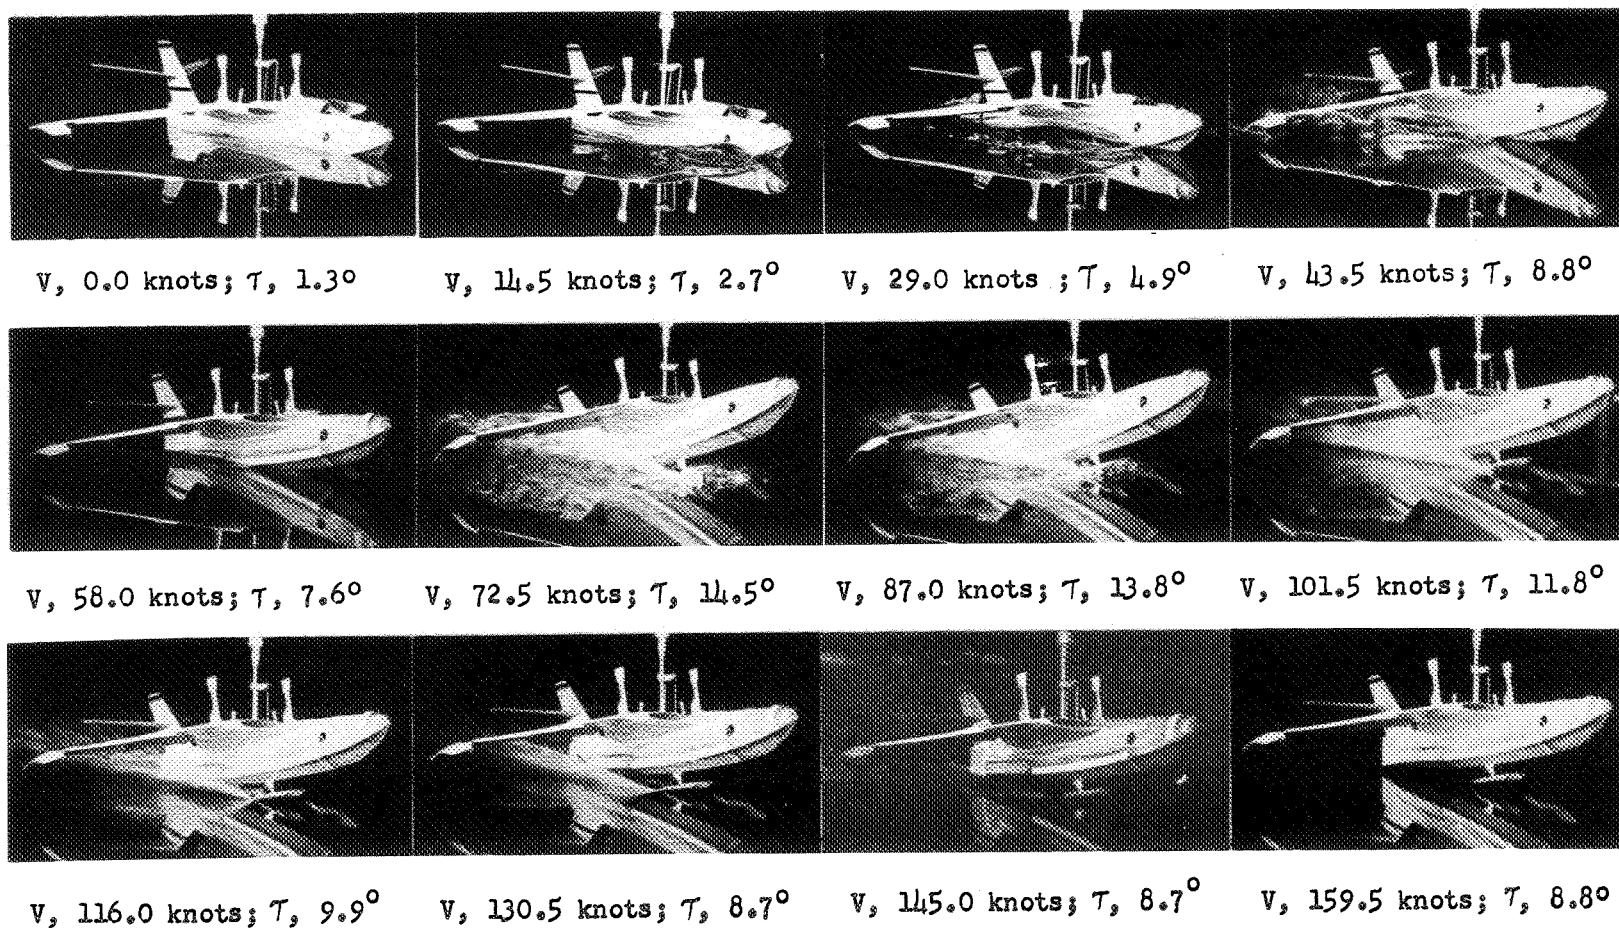 V, 0.0 knots; τ, 1.3°
V, 14.5 knots; τ, 2.7°
V, 29.0 knots ; τ, 4.9°
V, 43.5 knots; τ, 8.8°
V, 58.0 knots; τ, 7.6°
V, 72.5 knots; τ, 14.5°
V, 87.0 knots; τ, 13.8°
V, 101.5 knots; τ, 11.8°
V, 116.0 knots; τ, 9.9°
V, 130.5 knots; τ, 8.7°
V, 145.0 knots; τ, 8.7°
V, 159.5 knots; τ, 8.8°